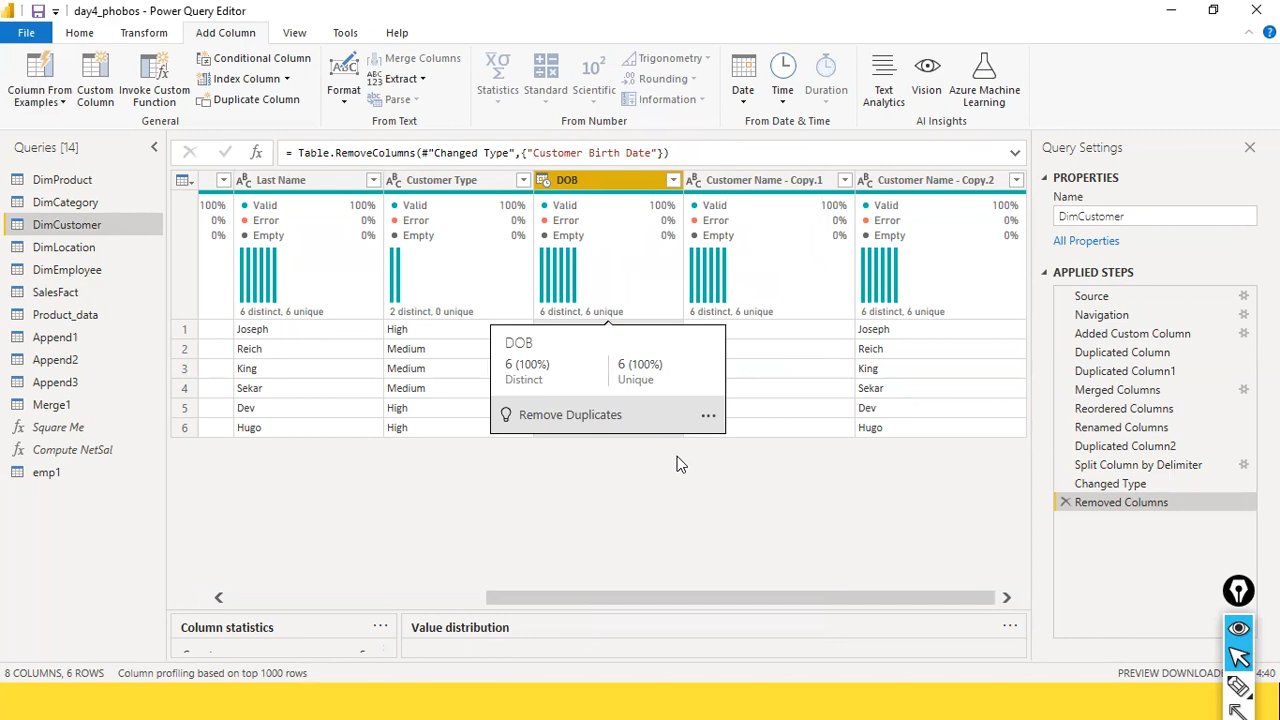 day4_phobos - Power Query Editor
File Home Transform Add Column View Tools Help
Column From Examples
Custom Column
Invoke Custom Function
Conditional Column
Index Column
Duplicate Column
General
Format
Merge Columns
Extract
Parse
From Text
Statistics
Standard
Scientific
Trigonometry
Rounding
Information
From Number
Date
Time
Duration
From Date & Time
Text Analytics
Vision
Azure Machine Learning
AI Insights
Queries [14]
DimProduct
DimCategory
DimCustomer
DimLocation
DimEmployee
SalesFact
Product_data
Append1
Append2
Append3
Merge1
Square Me
Compute NetSal
emp1
= Table.RemoveColumns(#"Changed Type",{"Customer Birth Date"})
Last Name Customer Type DOB Customer Name - Copy.1 Customer Name - Copy.2
100% Valid 100% Valid 100% Valid 100% Valid 100% Valid 100%
0% Error 0% Error 0% Error 0% Error 0% Error 0%
0% Empty 0% Empty 0% Empty 0% Empty 0% Empty 0%
6 distinct, 6 unique 2 distinct, 0 unique 6 distinct, 6 unique 6 distinct, 6 unique 6 distinct, 6 unique
1 Joseph High Joseph
2 Reich Medium Reich
3 King Medium King
4 Sekar Medium Sekar
5 Dev High Dev
6 Hugo High Hugo
DOB
6 (100%) 6 (100%)
Distinct Unique
Remove Duplicates
Column statistics
Value distribution
8 COLUMNS, 6 ROWS Column profiling based on top 1000 rows
Query Settings
PROPERTIES
Name
DimCustomer
All Properties
APPLIED STEPS
Source
Navigation
Added Custom Column
Duplicated Column
Duplicated Column1
Merged Columns
Reordered Columns
Renamed Columns
Duplicated Column2
Split Column by Delimiter
Changed Type
Removed Columns
PREVIEW DOWNLOADE 4:40